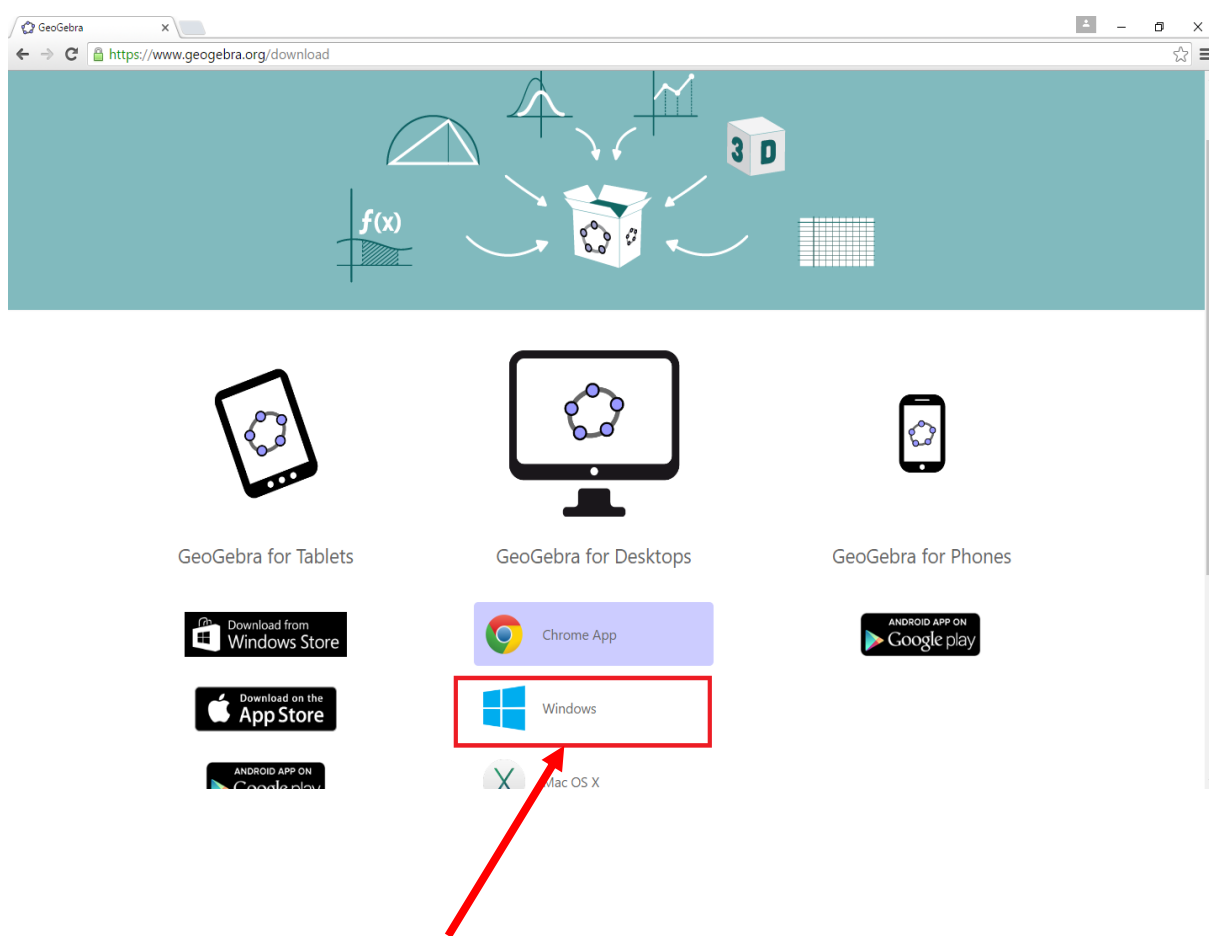 GeoGebra
https://www.geogebra.org/download
3 D
f(x)
GeoGebra for Tablets
GeoGebra for Desktops
GeoGebra for Phones
Download from
Windows Store
Chrome App
ANDROID APP ON
Google play
Download on the
App Store
Windows
ANDROID APP ON
Google play
Mac OS X